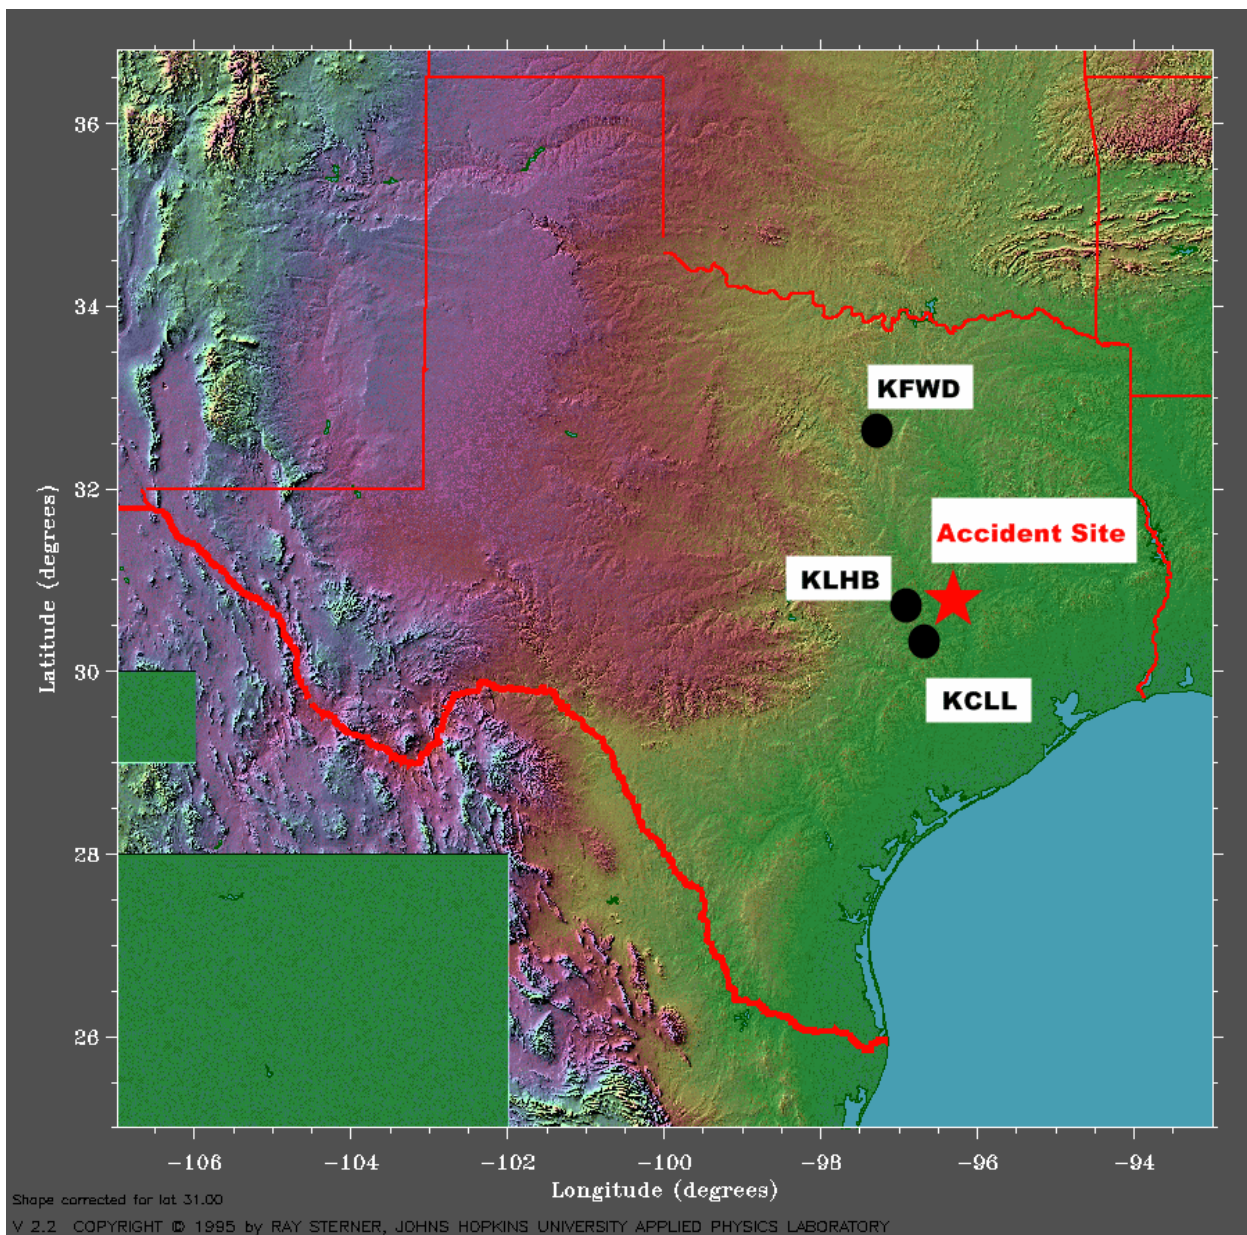 36
34
KFWD
32
Accident Site
KLHB
30
KCLL
28
26
Latitude (degrees)
-106 -104 -102 -100 -98 -96 -94
Longitude (degrees)
Shape corrected for lat 31.00
V 2.2 COPYRIGHT © 1995 by RAY STERNER, JOHNS HOPKINS UNIVERSITY APPLIED PHYSICS LABORATORY